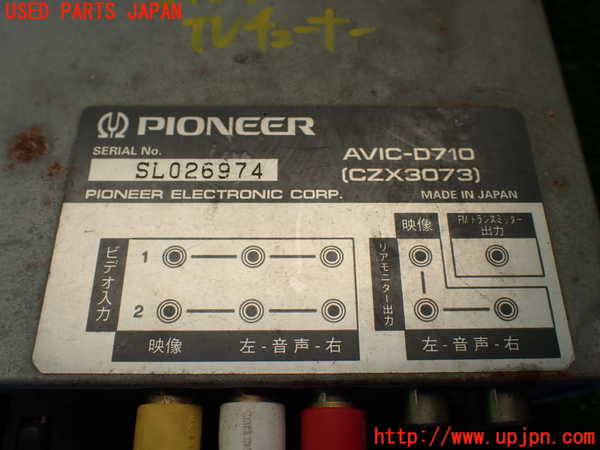 USED PARTS JAPAN
TVチューナー
PIONEER
SERIAL No.
SL026974
AVIC-D710
(CZX3073)
PIONEER ELECTRONIC CORP.
MADE IN JAPAN
ビデオ入力
1
2
映像
左-音声-右
リアモニター出力
映像
FMトランスミッター
出力
左-音声-右
http://www.upjpn.com/